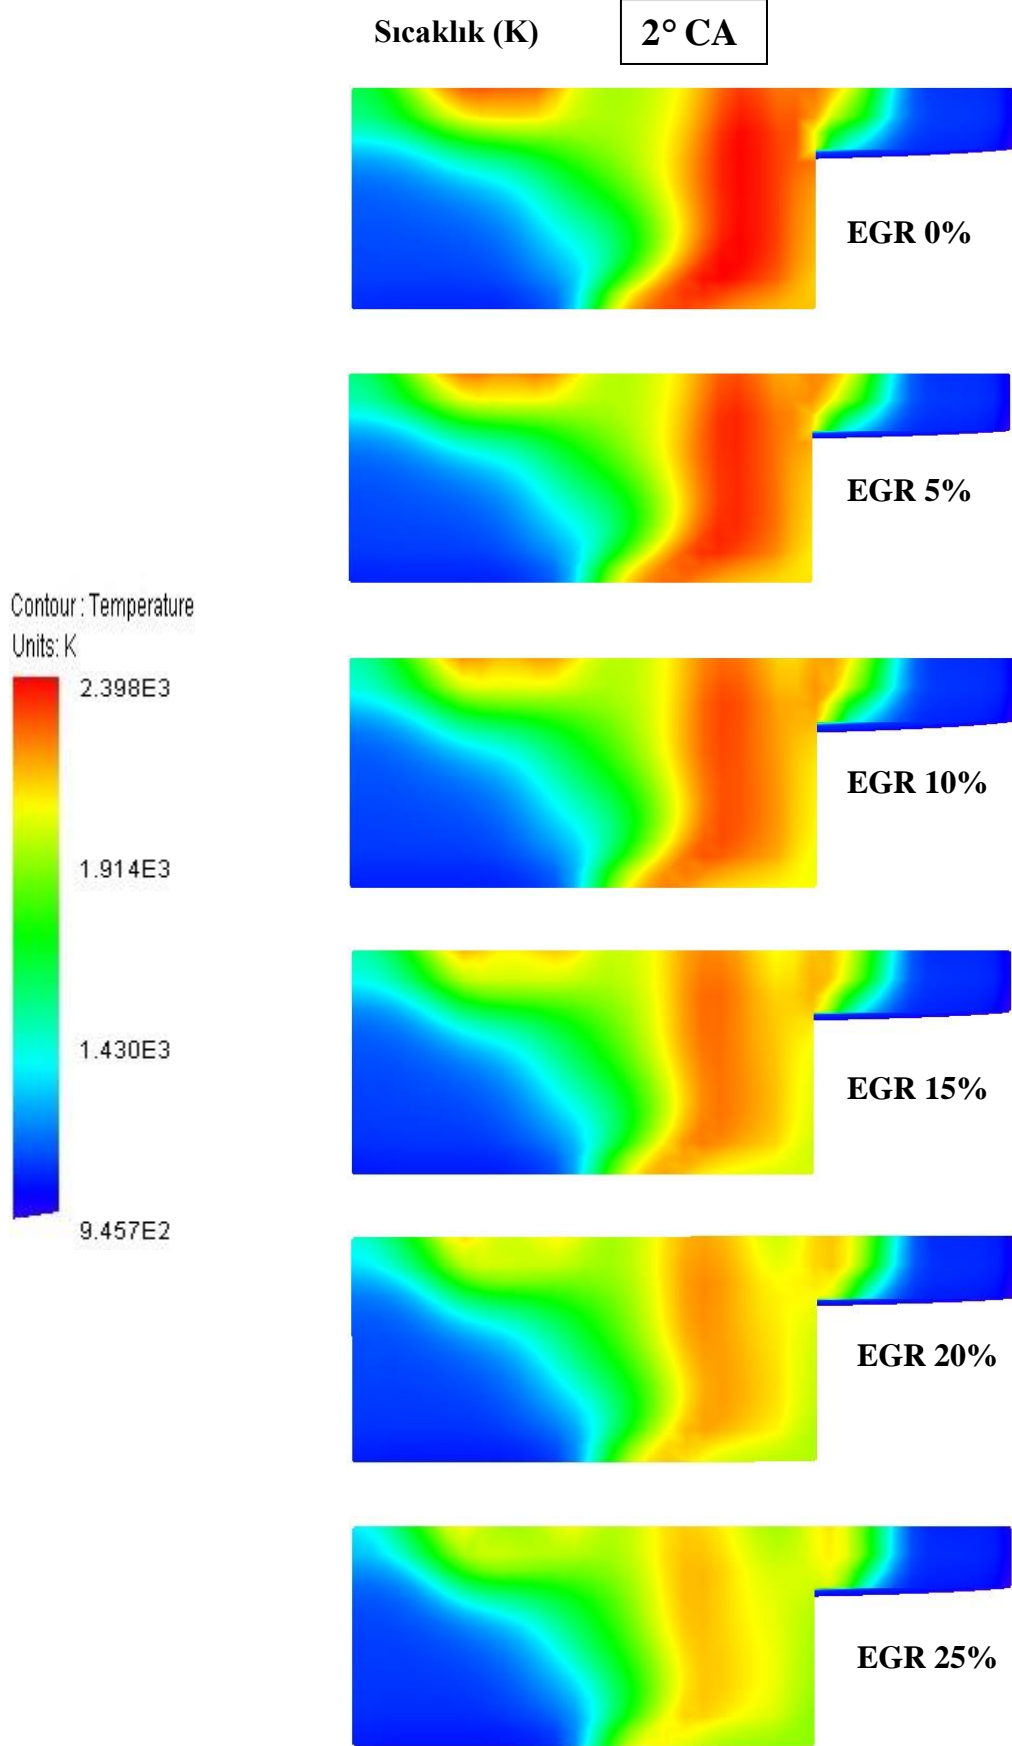 Sıcaklık (K)
2° CA
EGR 0%
EGR 5%
Contour : Temperature
Units: K
2.398E3
EGR 10%
1.914E3
1.430E3
EGR 15%
9.457E2
EGR 20%
EGR 25%